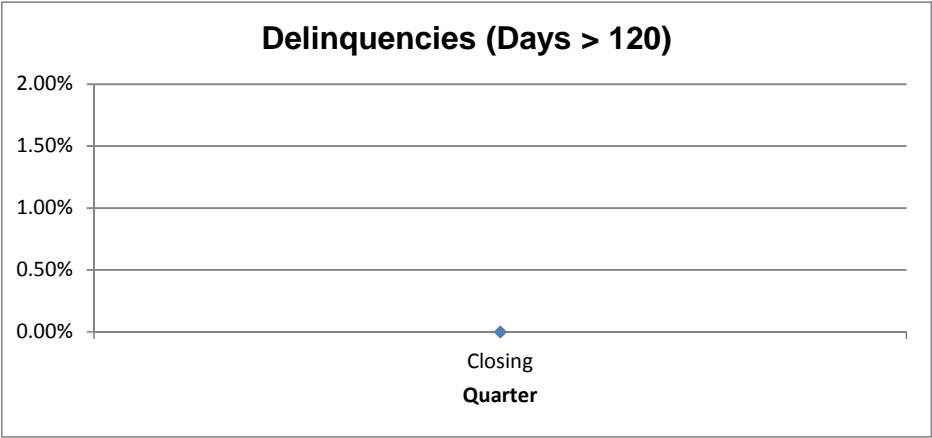 Delinquencies (Days > 120)
2.00%
1.50%
1.00%
0.50%
0.00%
Closing
Quarter